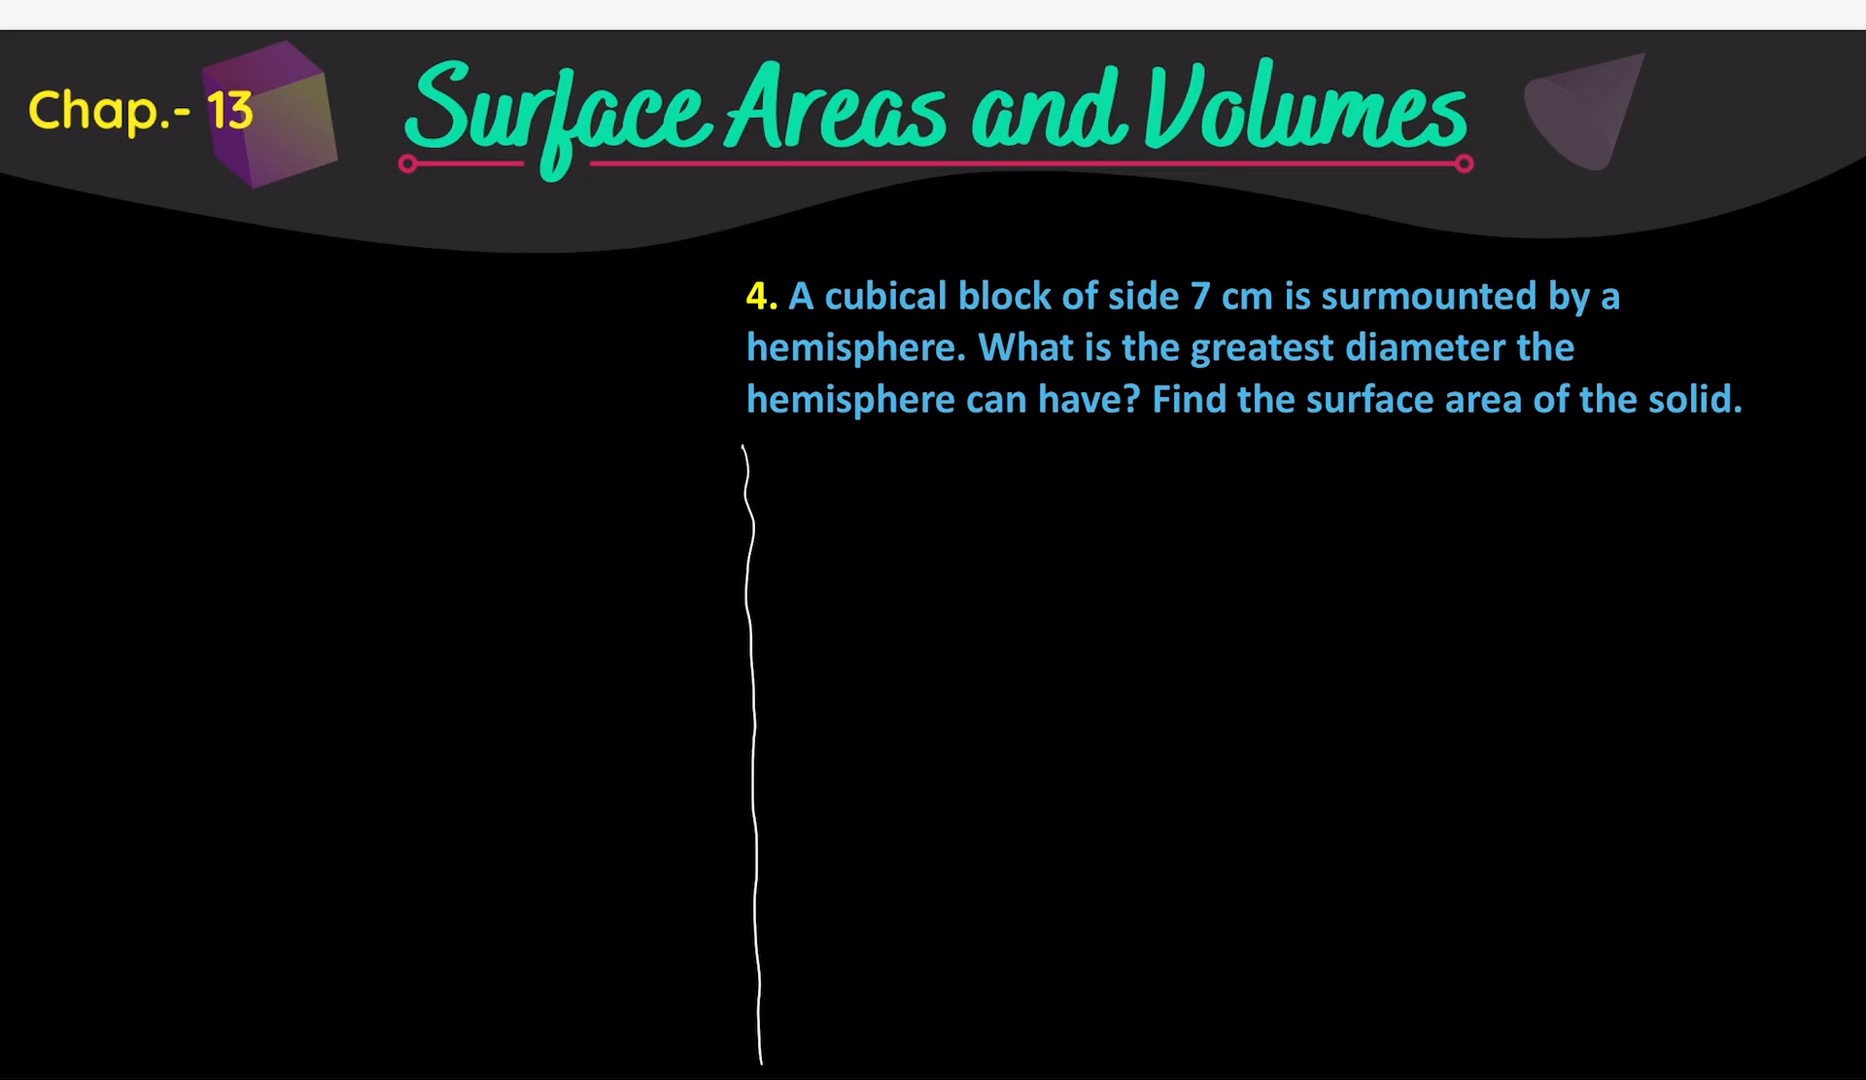 Chap.- 13
Surface Areas and Volumes
4. A cubical block of side 7 cm is surmounted by a
hemisphere. What is the greatest diameter the
hemisphere can have? Find the surface area of the solid.